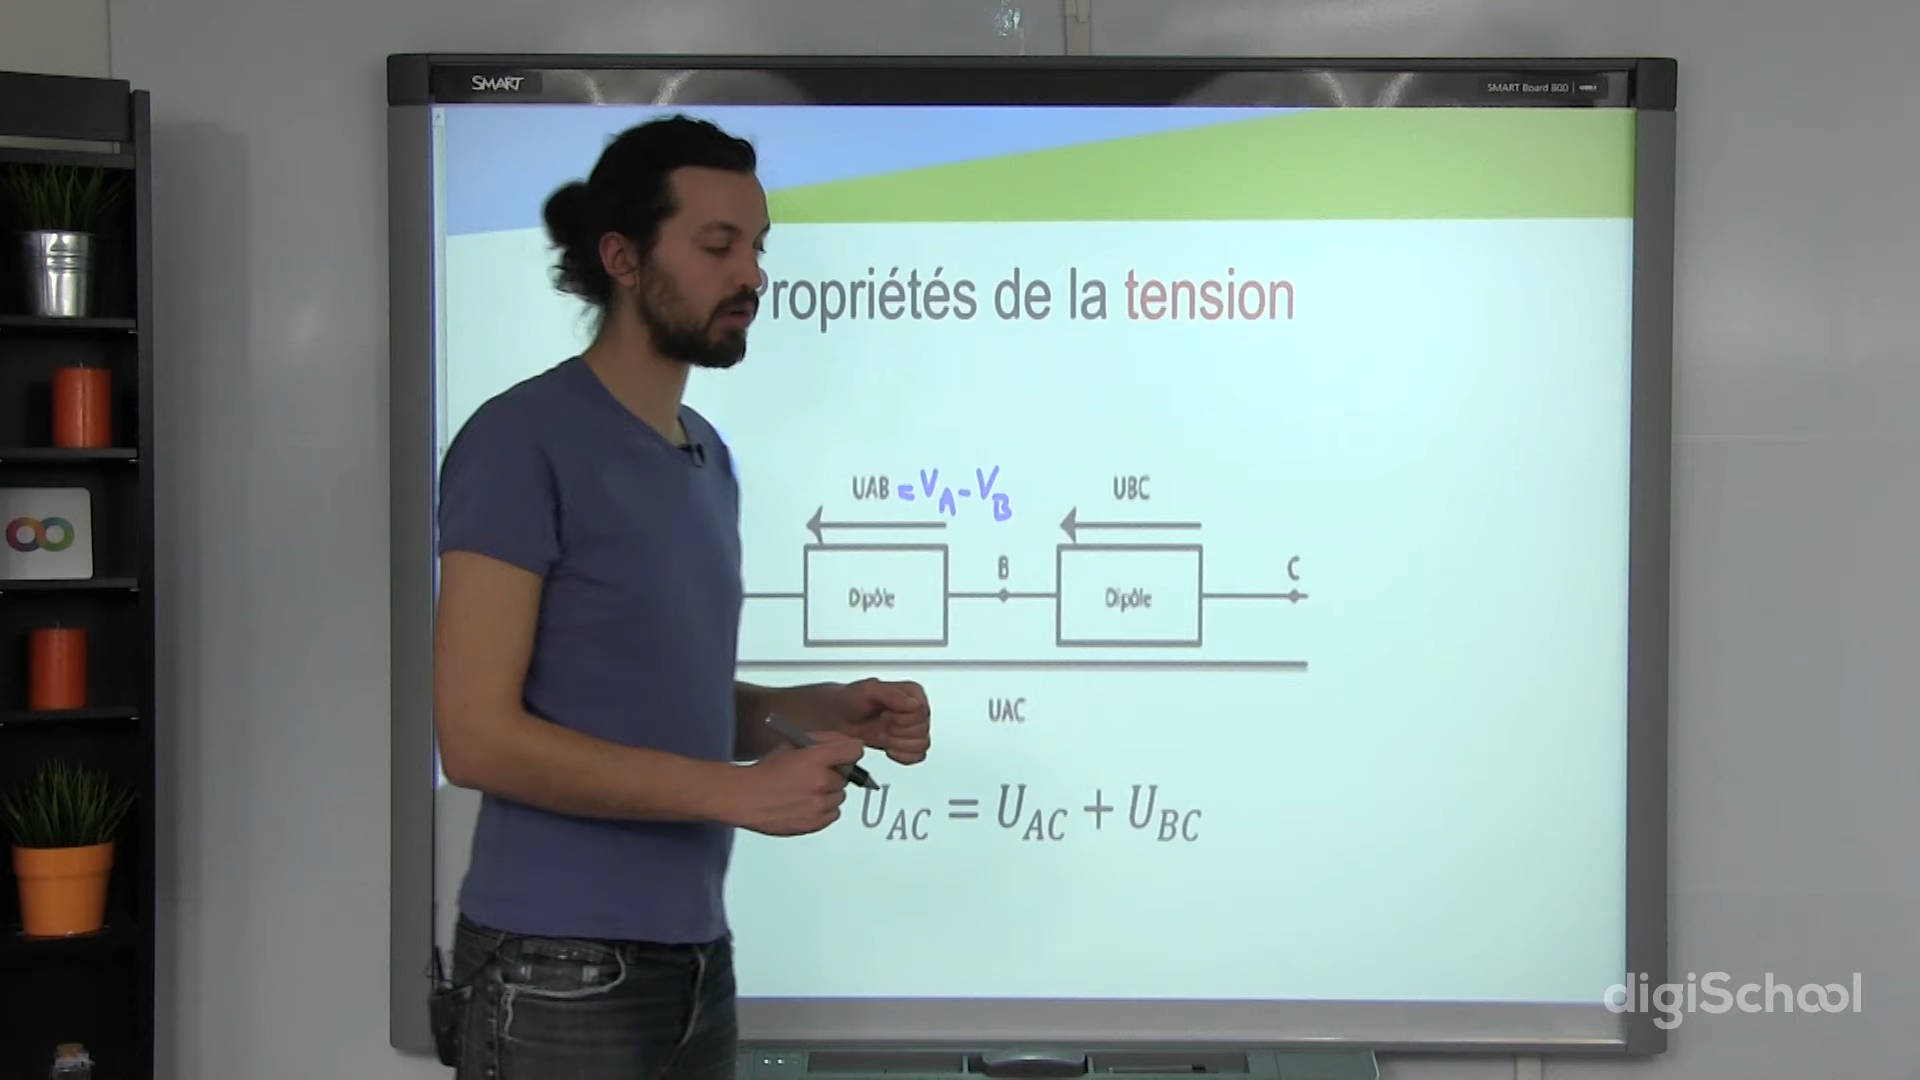 SMART
SMART Board 800
Propriétés de la tension
UAB = VA - VB
UBC
B
C
Dipôle
Dipôle
UAC
UAC = UAC + UBC
digiSchool